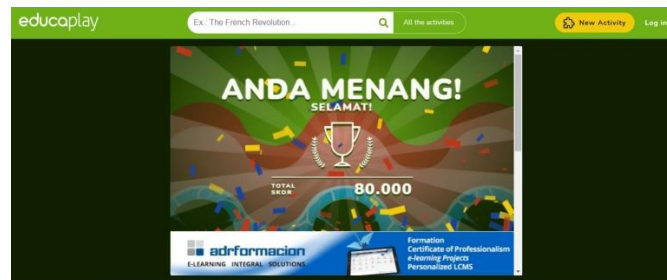 educaplay
Ex.: The French Revolution...
All the activities
New Activity
Log in
ANDA MENANG!
SELAMAT!
TOTAL
SKOR
80.000
adrformacion
E-LEARNING INTEGRAL SOLUTIONS
Formation
Certificate of Professionalism
e-learning Projects
Personalized LCMS